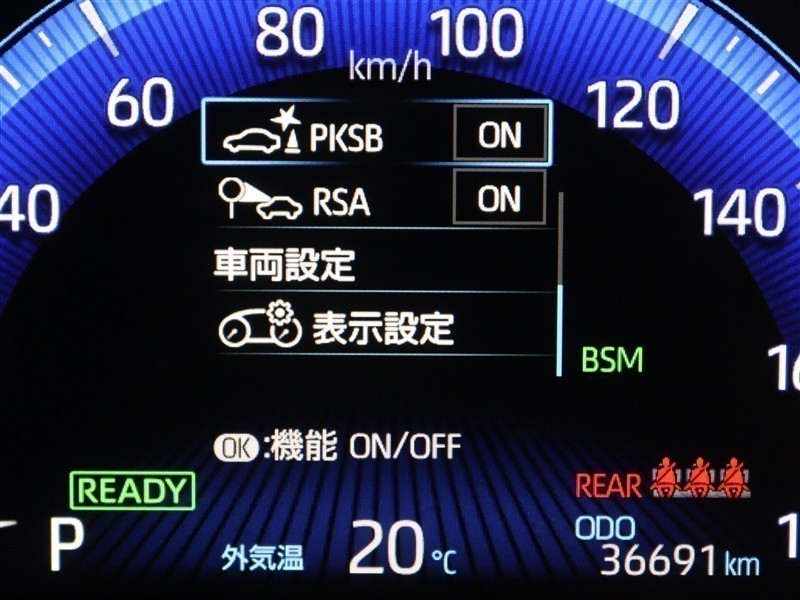 80
100
km/h
60
120
PKSB ON
40
RSA ON
140
車両設定
表示設定
BSM
OK:機能 ON/OFF
READY
REAR
P
外気温 20℃
ODO
36691 km